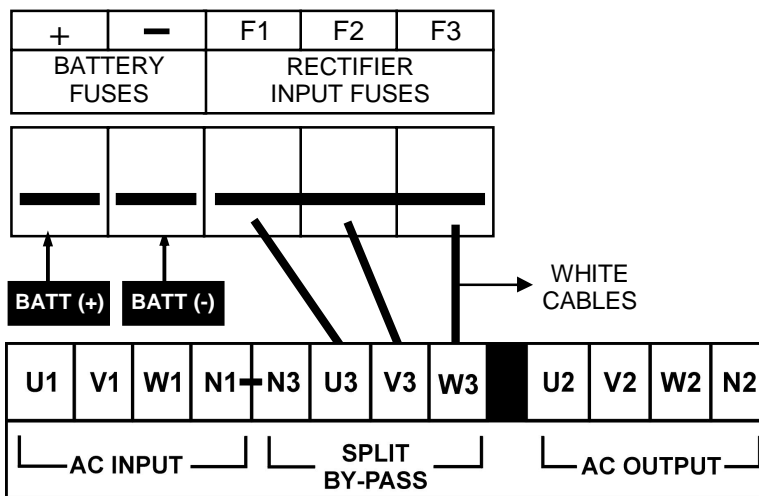 + − F1 F2 F3
BATTERY FUSES
RECTIFIER INPUT FUSES
BATT (+) BATT (-)
WHITE CABLES
U1 V1 W1 N1 N3 U3 V3 W3 U2 V2 W2 N2
AC INPUT
SPLIT BY-PASS
AC OUTPUT